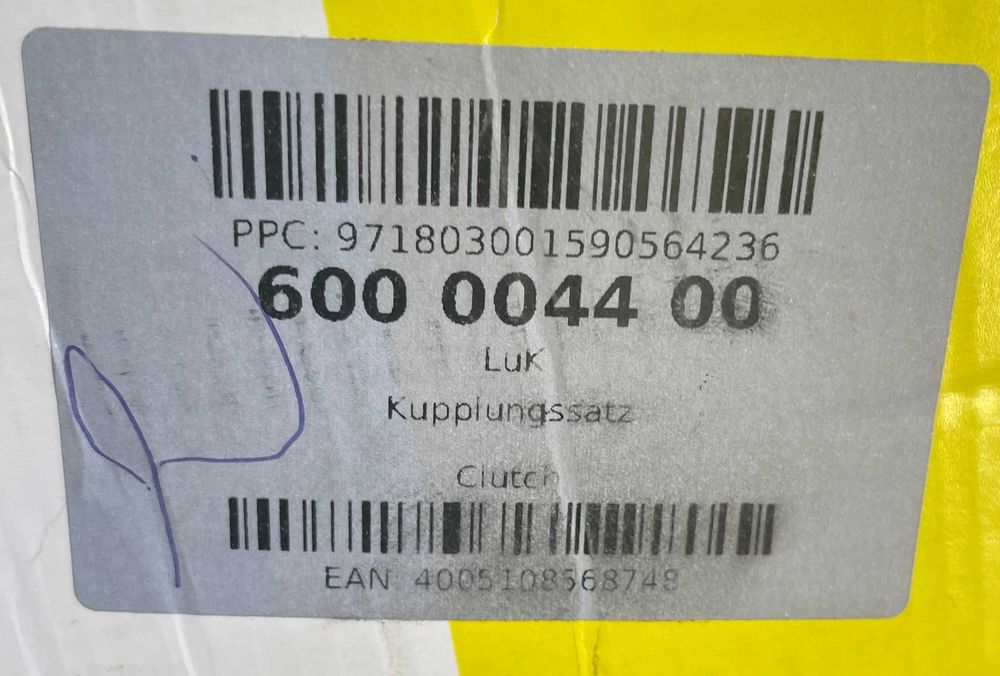 PPC: 971803001590564236
600 0044 00
LuK
Kupplungssatz
Clutch
EAN: 4005108568748